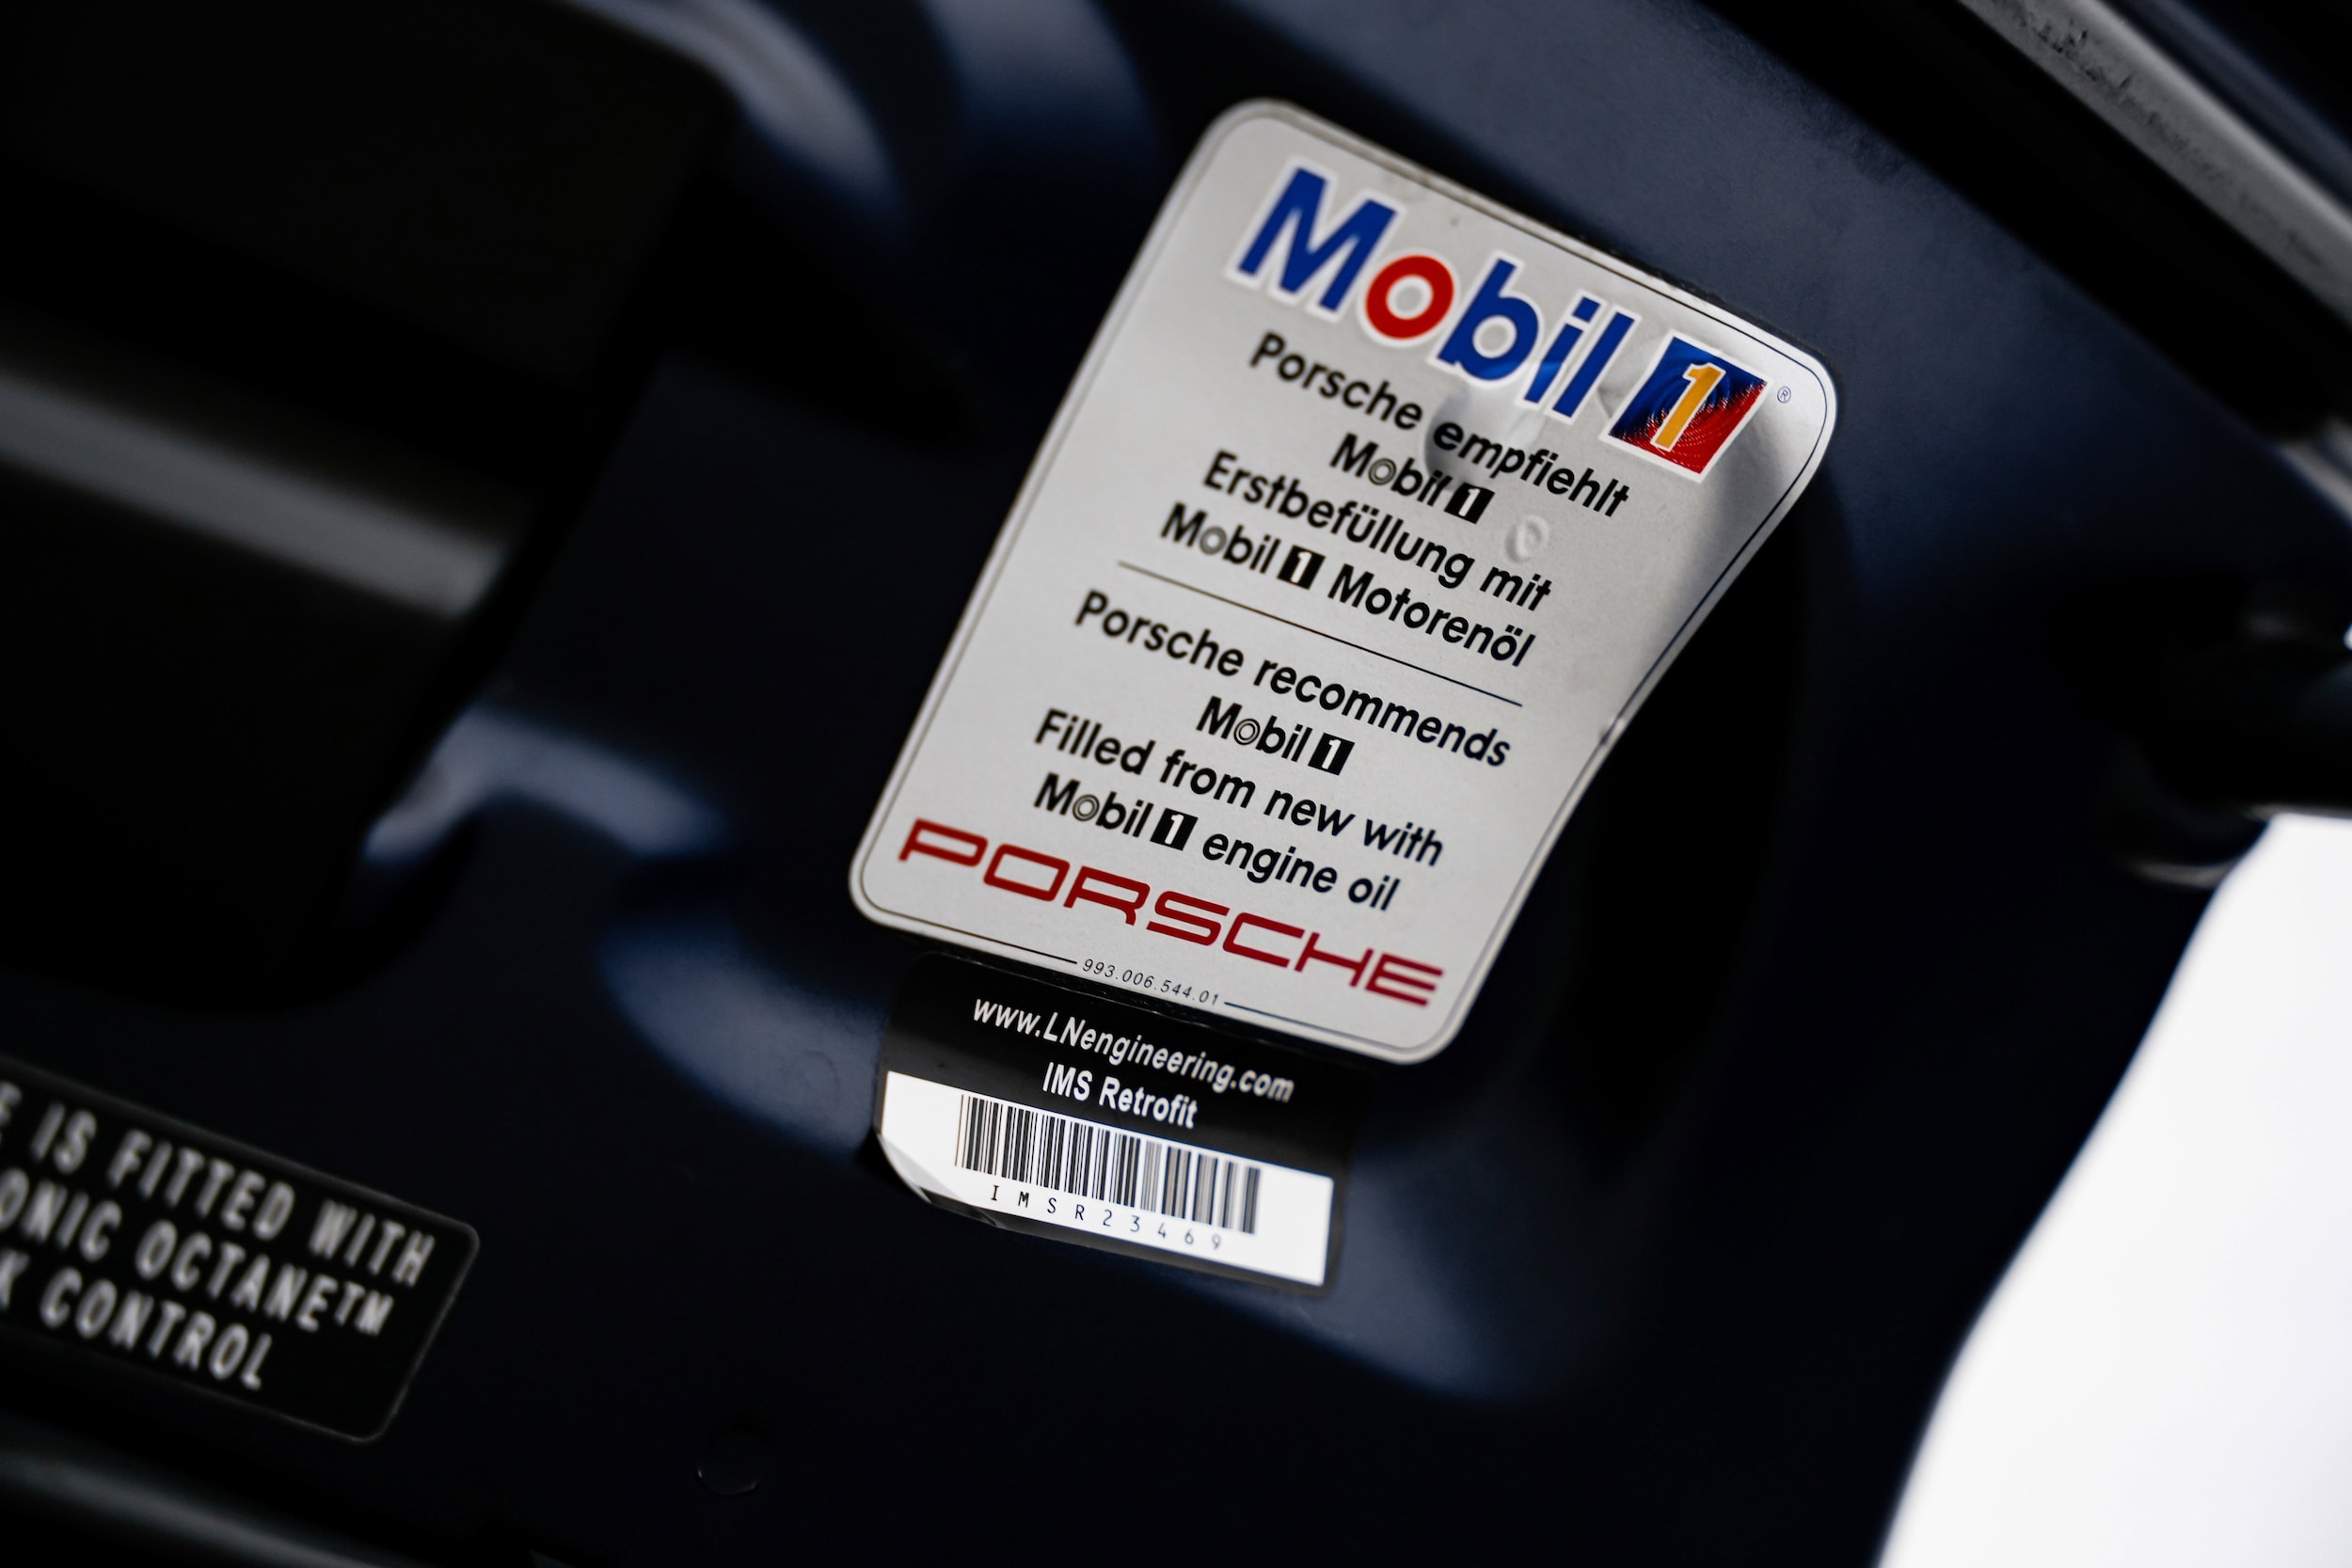 Mobil 1®
Porsche empfiehlt
Mobil 1
Erstbefüllung mit
Mobil 1 Motorenöl
Porsche recommends
Mobil 1
Filled from new with
Mobil 1 engine oil
PORSCHE
993.006.544.01
www.LNengineering.com
IMS Retrofit
IMSR23469
IS FITTED WITH
OCTANE™
CONTROL